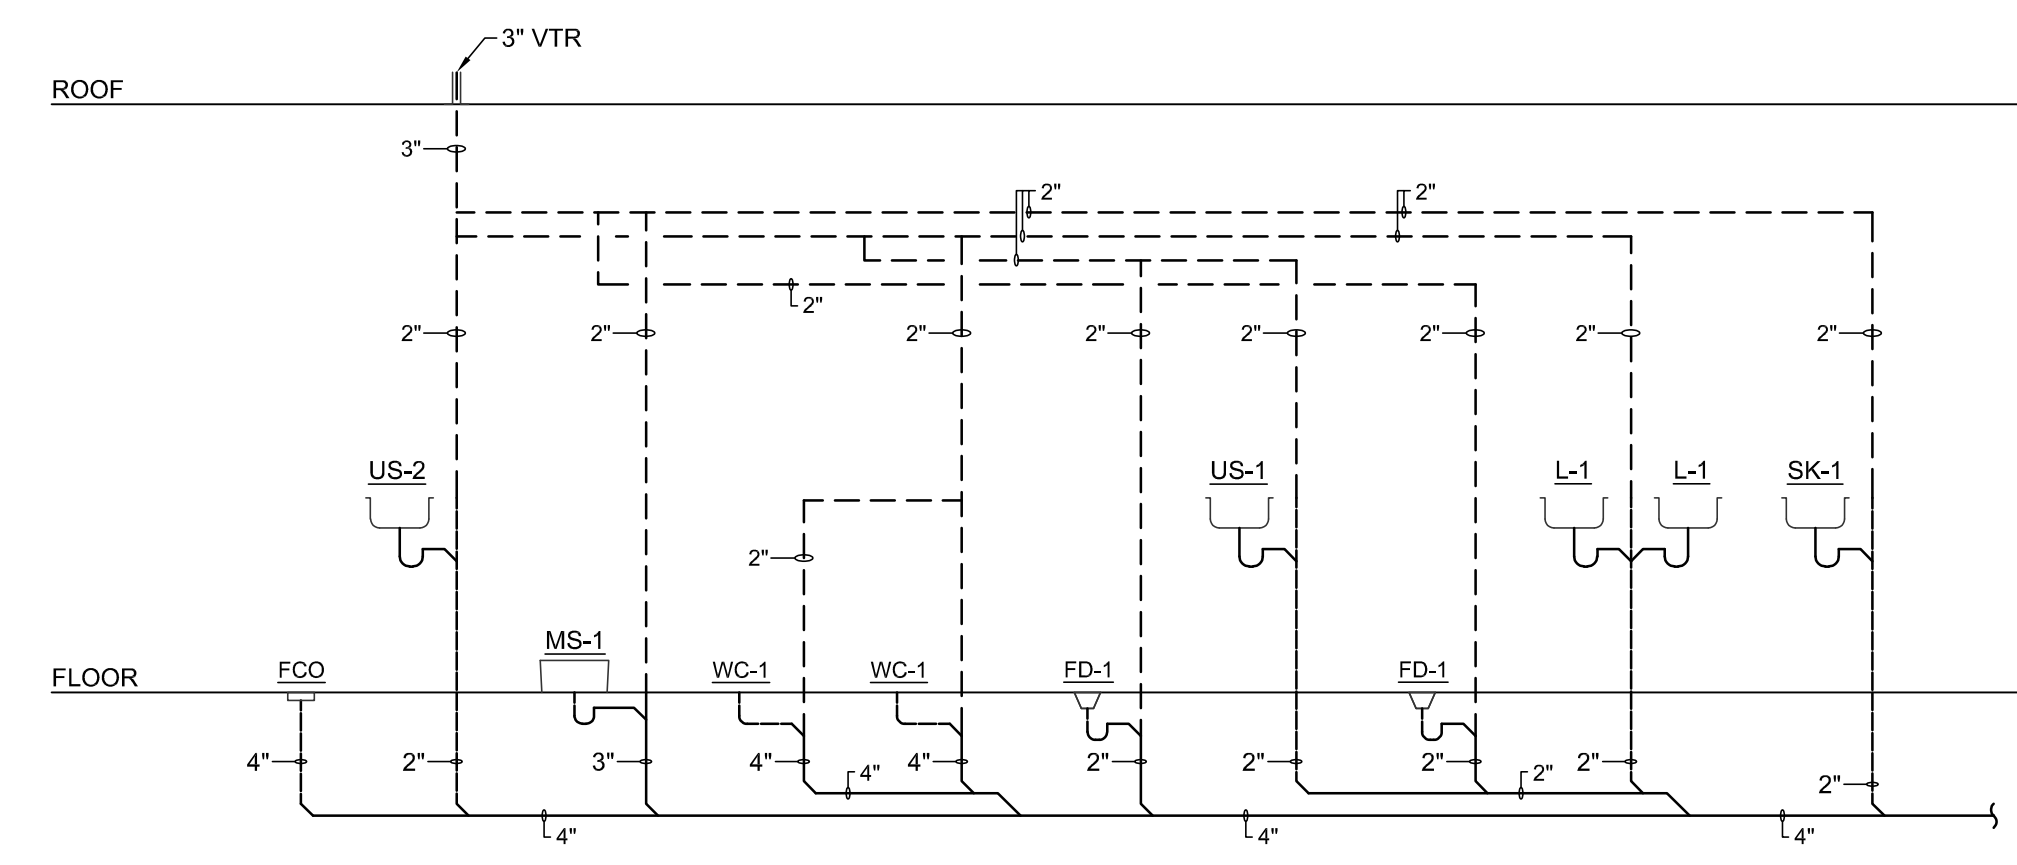 3" VTR
ROOF
3"
2" 2"
2"
2" 2" 2" 2" 2" 2" 2" 2"
US-2 US-1 L-1 L-1 SK-1
2"
MS-1
FLOOR FCO WC-1 WC-1 FD-1 FD-1
4" 2" 3" 4" 4" 2" 2" 2" 2"
4" 2" 2"
4" 4" 4"